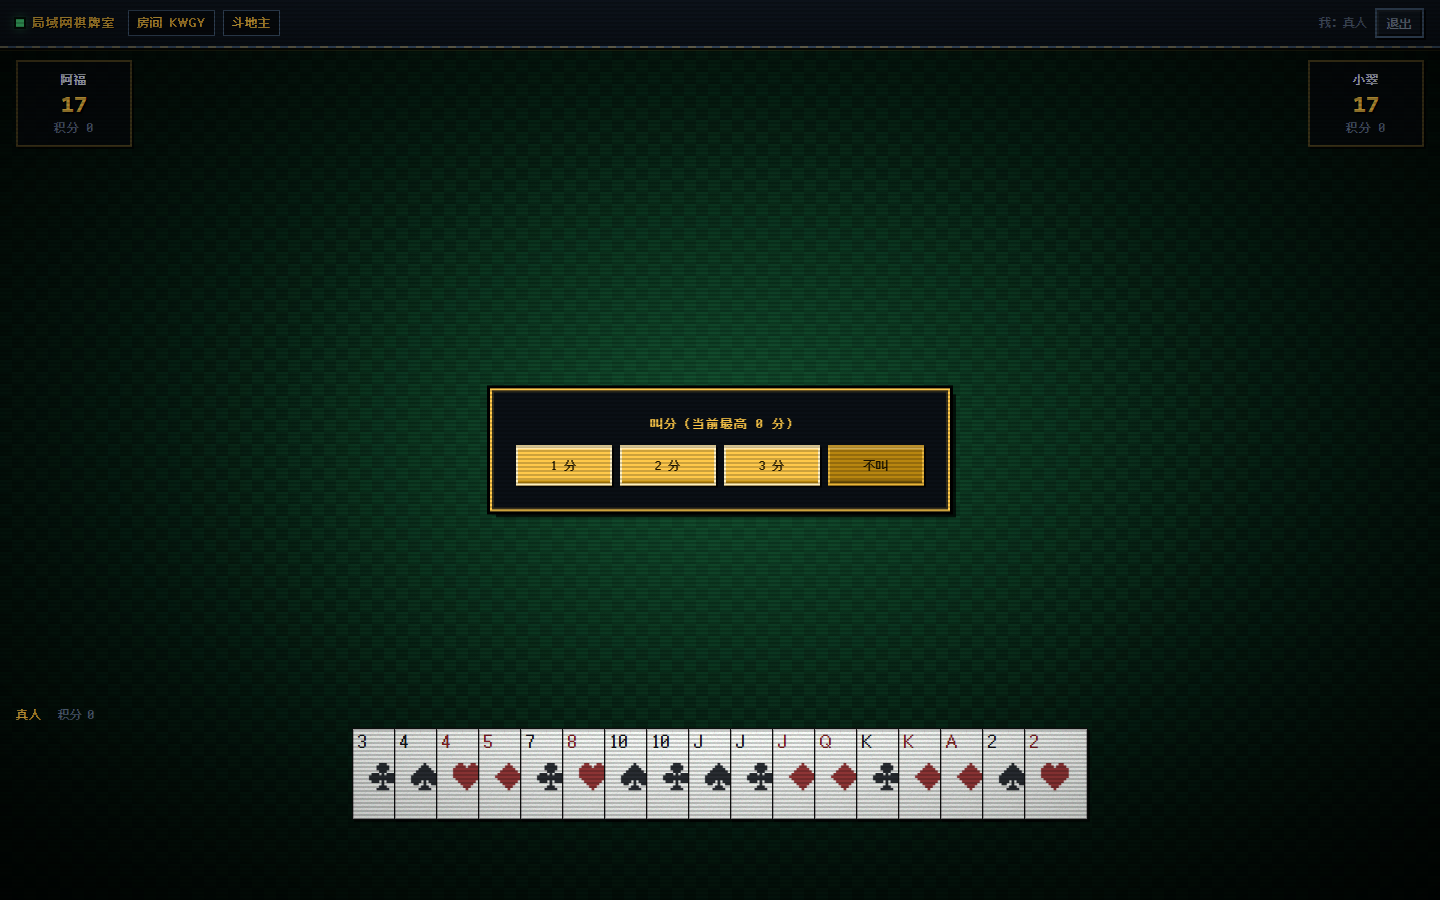 局域网棋牌室 房间 KWGY 斗地主 我: 真人 退出
阿福
17
积分 0
小翠
17
积分 0
叫分 (当前最高 0 分)
1 分 2 分 3 分 不叫
真人 积分 0
3 4 4 5 7 8 10 10 J J J Q K K A 2 2